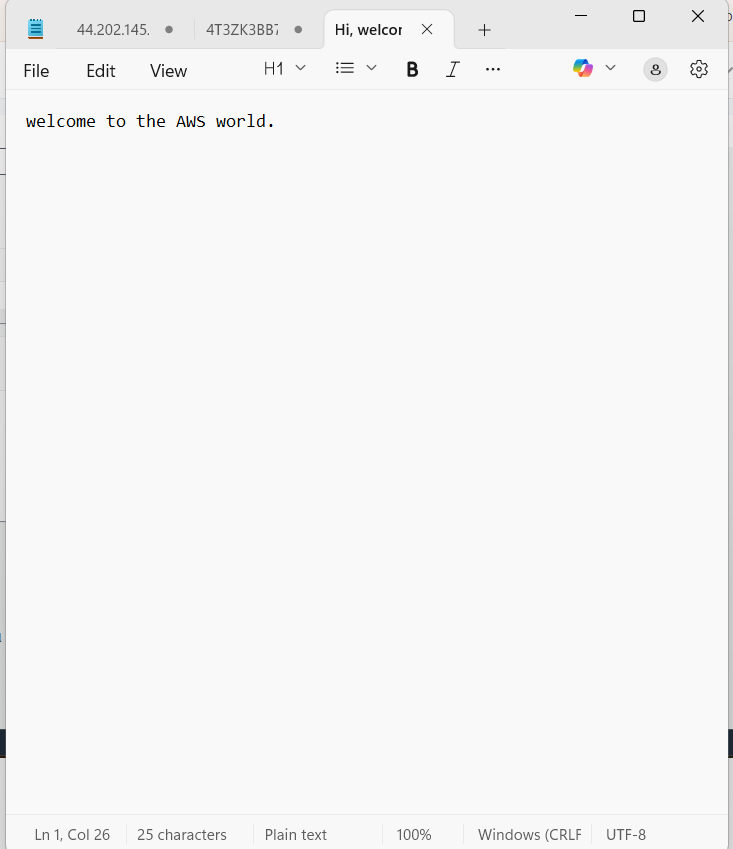 44.202.145.
4T3ZK3BB7
Hi, welcor
File Edit View H1 B I ...
welcome to the AWS world.
Ln 1, Col 26 25 characters Plain text 100% Windows (CRLF UTF-8